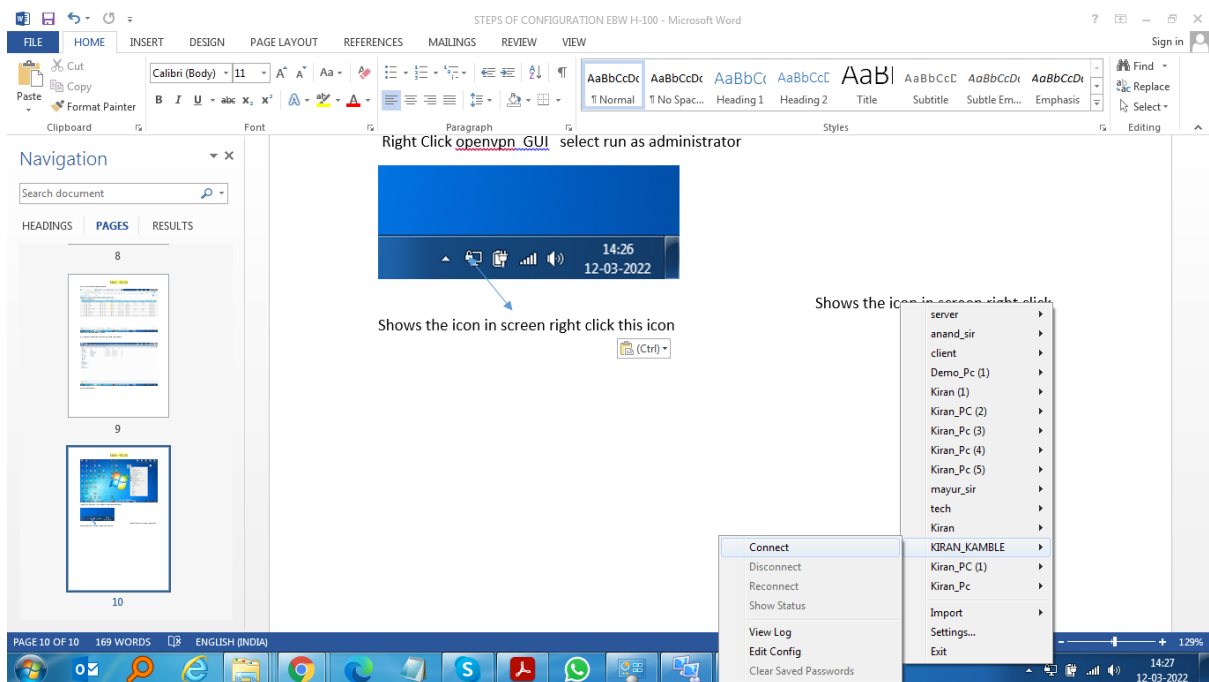 STEPS OF CONFIGURATION EBW H-100 - Microsoft Word
FILE HOME INSERT DESIGN PAGE LAYOUT REFERENCES MAILINGS REVIEW VIEW Sign in
Paste
Cut
Copy
Format Painter
Clipboard
Calibri (Body) 11
Font
Paragraph
AaBbCcDc AaBbCcDc AaBbC( AaBbCcD AaBl AaBbCcD AaBbCcDc AaBbCcDc
¶ Normal ¶ No Spac... Heading 1 Heading 2 Title Subtitle Subtle Em... Emphasis
Styles
Find
Replace
Select
Editing
Navigation
Search document
HEADINGS PAGES RESULTS
8
9
10
Right Click openvpn GUI select run as administrator
14:26
12-03-2022
Shows the icon in screen right click this icon
(Ctrl)
Shows the icon in screen right click
server
anand_sir
client
Demo_Pc (1)
Kiran (1)
Kiran_PC (2)
Kiran_Pc (3)
Kiran_Pc (4)
Kiran_Pc (5)
mayur_sir
tech
Kiran
KIRAN_KAMBLE
Kiran_PC (1)
Kiran_Pc
Import
Settings...
Exit
Connect
Disconnect
Reconnect
Show Status
View Log
Edit Config
Clear Saved Passwords
PAGE 10 OF 10 169 WORDS ENGLISH (INDIA) 129%
14:27
12-03-2022